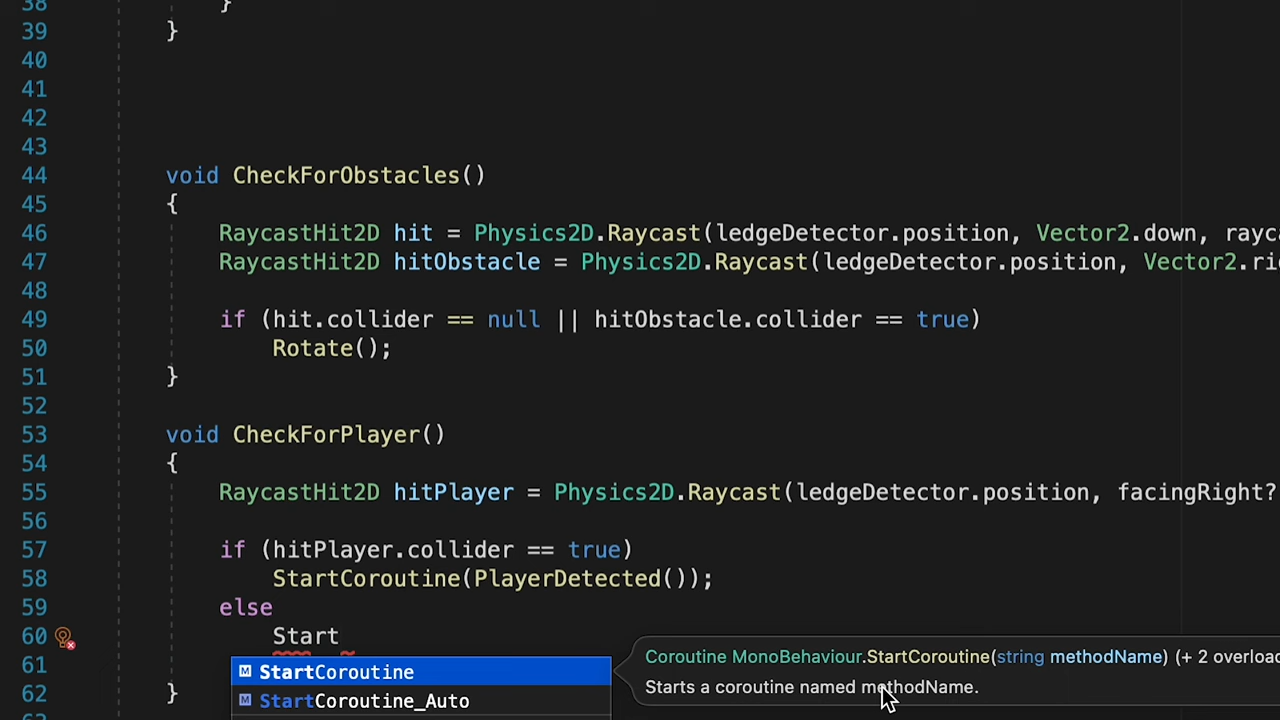 38 }
39 }
40
41
42
43
44 void CheckForObstacles()
45 {
46 RaycastHit2D hit = Physics2D.Raycast(ledgeDetector.position, Vector2.down, rayc
47 RaycastHit2D hitObstacle = Physics2D.Raycast(ledgeDetector.position, Vector2.ri
48
49 if (hit.collider == null || hitObstacle.collider == true)
50 Rotate();
51 }
52
53 void CheckForPlayer()
54 {
55 RaycastHit2D hitPlayer = Physics2D.Raycast(ledgeDetector.position, facingRight?
56
57 if (hitPlayer.collider == true)
58 StartCoroutine(PlayerDetected());
59 else
60 Start
61 StartCoroutine
Coroutine MonoBehaviour.StartCoroutine(string methodName) (+ 2 overloa
Starts a coroutine named methodName.
62 } StartCoroutine_Auto